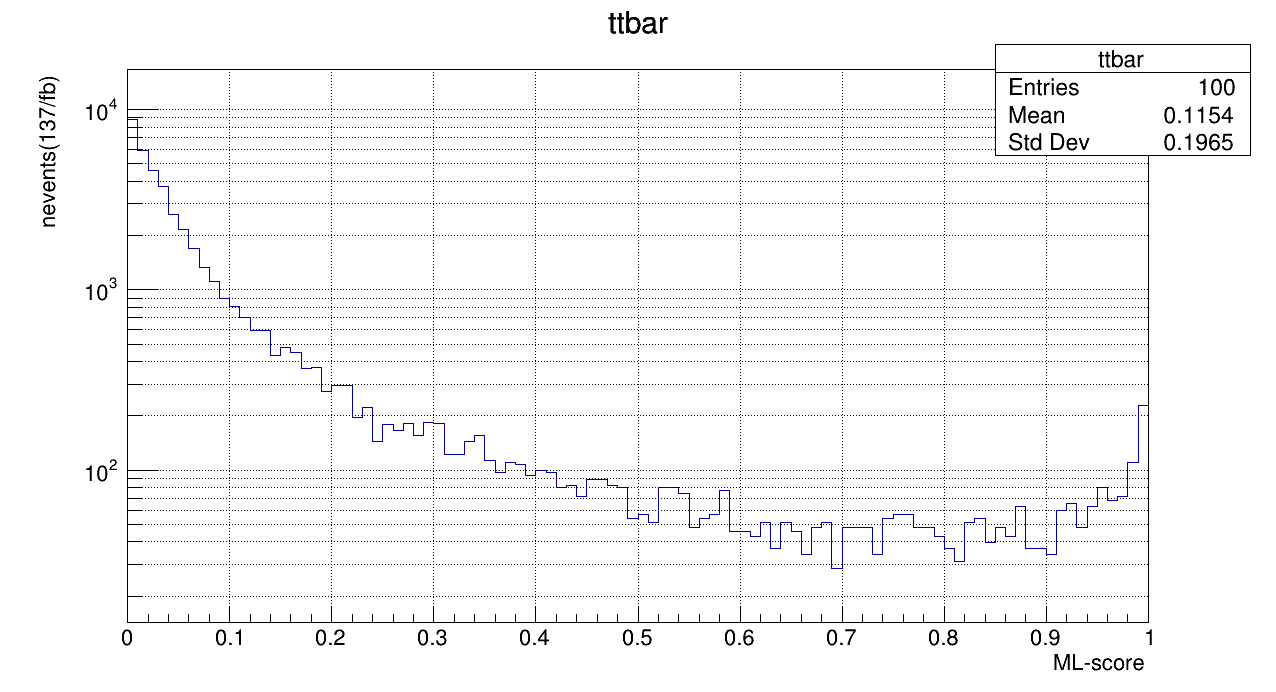 ttbar
ttbar
Entries 100
Mean 0.1154
Std Dev 0.1965
nevents(137/fb)
10^4
10^3
10^2
0 0.1 0.2 0.3 0.4 0.5 0.6 0.7 0.8 0.9 1
ML-score